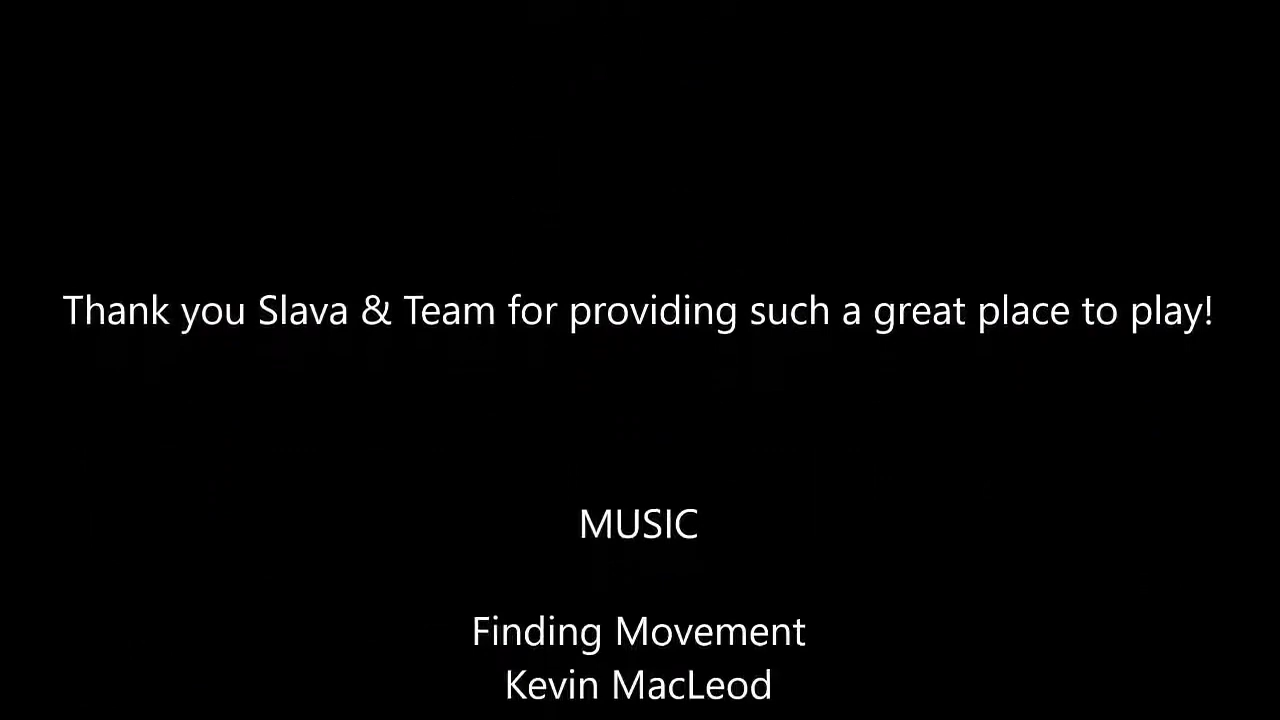 Thank you Slava & Team for providing such a great place to play!
MUSIC
Finding Movement
Kevin MacLeod